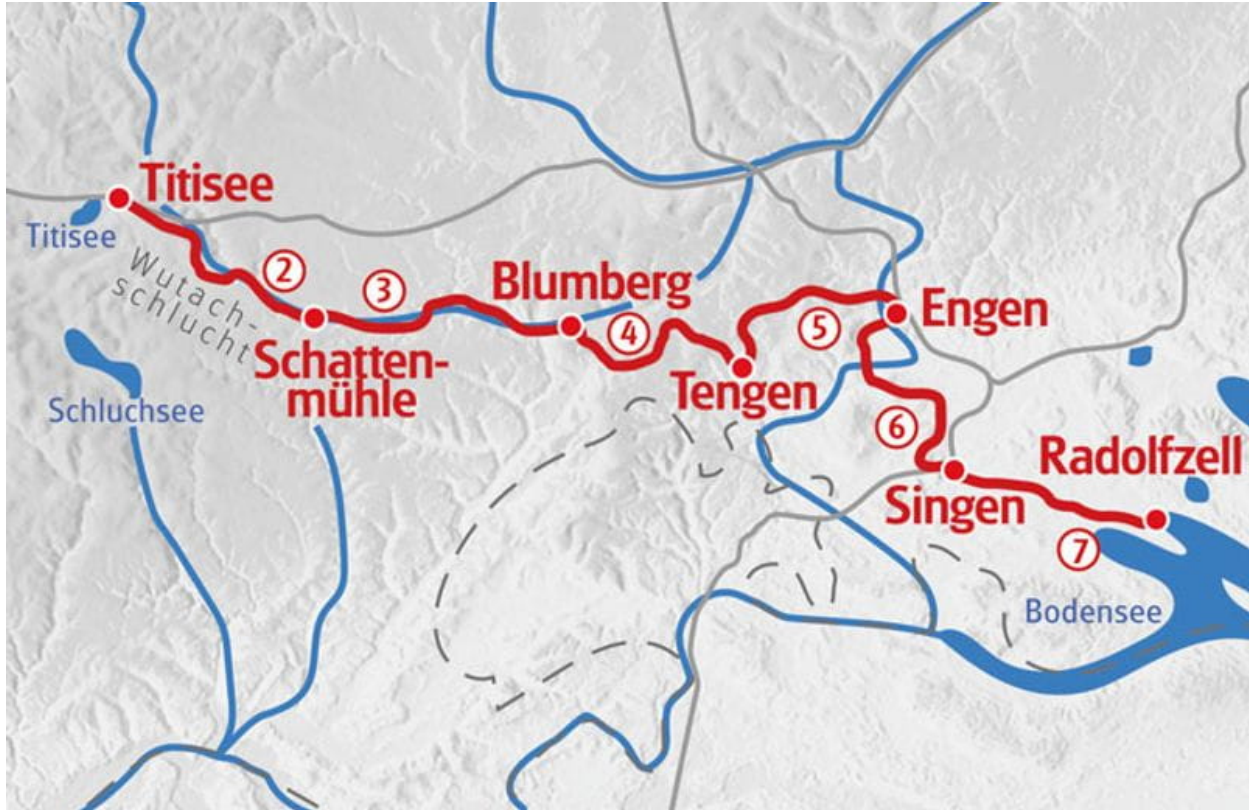 Titisee
Titisee
Wutach-
schlucht
2
3
Schatten-
mühle
Schluchsee
Blumberg
4
Tengen
5
Engen
6
Singen
Radolfzell
7
Bodensee